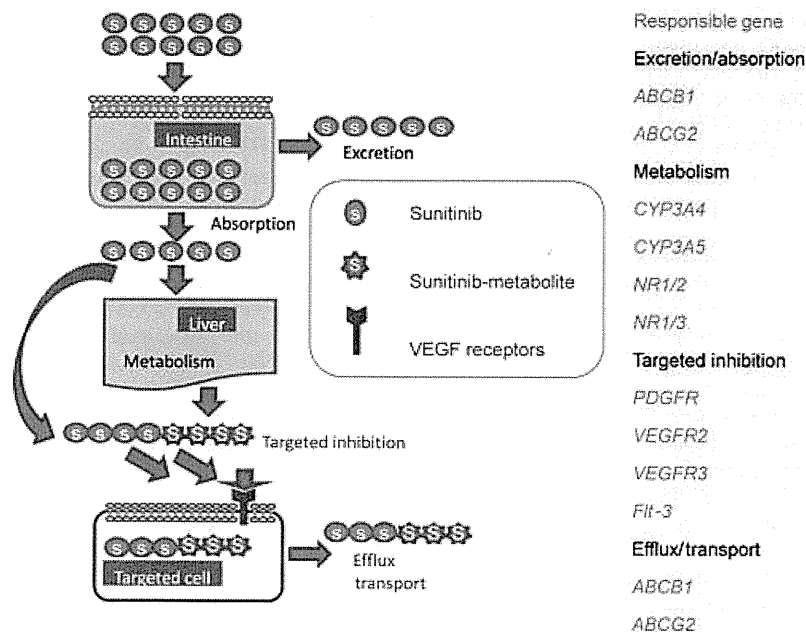 S S S S S
S S S S S
Intestine
S S S S S
S S S S S
S S S S S
Excretion
Absorption
S S S S S
Liver
Metabolism
S S S S S S S S
Targeted inhibition
S S S S S S
Targeted cell
S S S S S S
Efflux
transport
S Sunitinib
S Sunitinib-metabolite
VEGF receptors
Responsible gene
Excretion/absorption
ABCB1
ABCG2
Metabolism
CYP3A4
CYP3A5
NR1/2
NR1/3
Targeted inhibition
PDGFR
VEGFR2
VEGFR3
Flt-3
Efflux/transport
ABCB1
ABCG2